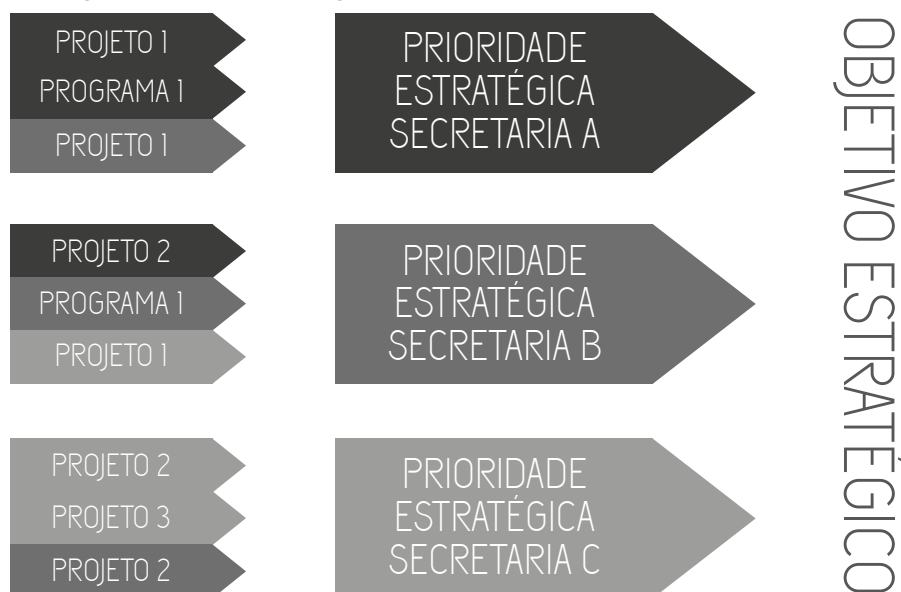 PROJETO 1
PROGRAMA 1
PROJETO 1
PRIORIDADE
ESTRATÉGICA
SECRETARIA A
PROJETO 2
PROGRAMA 1
PROJETO 1
PRIORIDADE
ESTRATÉGICA
SECRETARIA B
PROJETO 2
PROJETO 3
PROJETO 2
PRIORIDADE
ESTRATÉGICA
SECRETARIA C
OBJETIVO ESTRATÉGICO